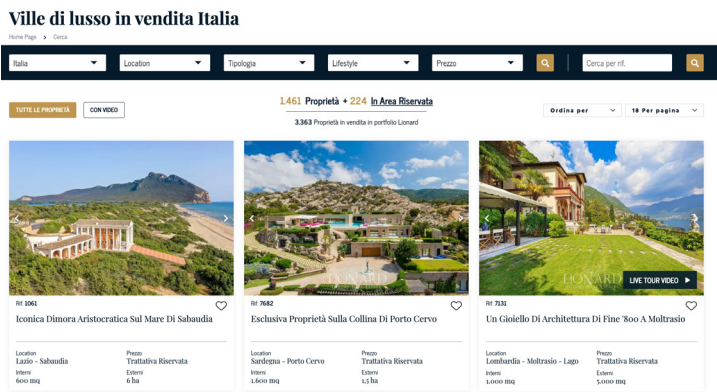 Ville di lusso in vendita Italia
Home Page > Cerca
Italia Location Tipologia Lifestyle Prezzo Cerca per rif.
TUTTE LE PROPRIETÀ CON VIDEO 1.461 Proprietà + 224 In Area Riservata Ordina per 18 Per pagina
3.363 Proprietà in vendita in portfolio Lionard
LIONARD LIONARD LIVE TOUR VIDEO
Rif. 1061 Rif. 7682 Rif. 7131
Iconica Dimora Aristocratica Sul Mare Di Sabaudia Esclusiva Proprietà Sulla Collina Di Porto Cervo Un Gioiello Di Architettura Di Fine '800 A Moltrasio
Location Prezzo Location Prezzo Location Prezzo
Lazio - Sabaudia Trattativa Riservata Sardegna - Porto Cervo Trattativa Riservata Lombardia - Moltrasio - Lago Trattativa Riservata
Interni Esterni Interni Esterni Interni Esterni
600 mq 6 ha 1.600 mq 1,5 ha 1.000 mq 5.000 mq